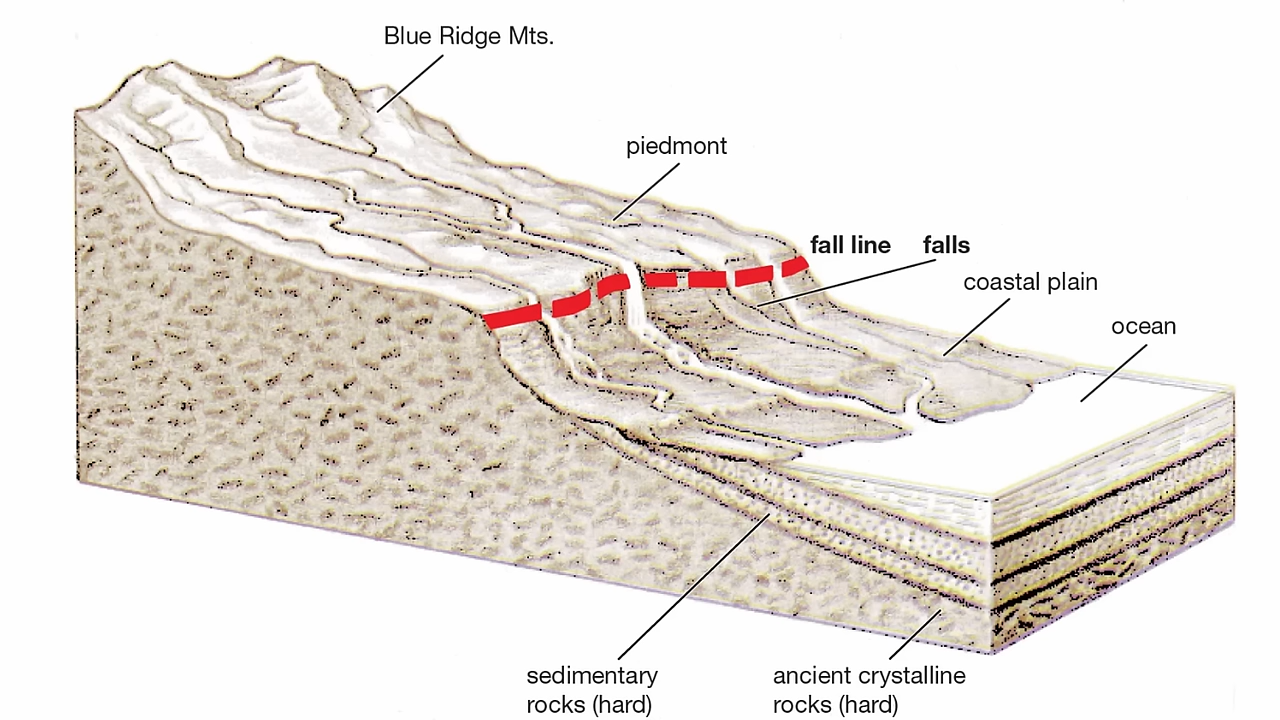 Blue Ridge Mts.
piedmont
fall line
falls
coastal plain
ocean
sedimentary
rocks (hard)
ancient crystalline
rocks (hard)